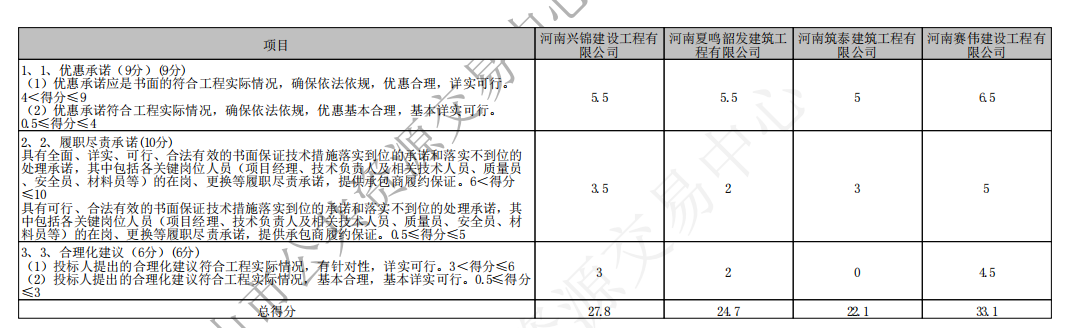 项目
河南兴锦建设工程有
限公司
河南夏鸣韶发建筑工
程有限公司
河南筑泰建筑工程有
限公司
河南赛伟建设工程有
限公司
1、1、优惠承诺（9分）(9分)
（1）优惠承诺应是书面的符合工程实际情况，确保依法依规，优惠合理，详实可行。
4＜得分≤9
（2）优惠承诺符合工程实际情况，确保依法依规，优惠基本合理，基本详实可行。
0.5≤得分≤4
5.5
5.5
5
6.5
2、2、履职尽责承诺(10分)
具有全面、详实、可行、合法有效的书面保证技术措施落实到位的承诺和落实不到位的
处理承诺，其中包括各关键岗位人员（项目经理、技术负责人及相关技术人员、质量员
、安全员、材料员等）的在岗、更换等履职尽责承诺，提供承包商履约保证。6＜得分
≤10
具有可行、合法有效的书面保证技术措施落实到位的承诺和落实不到位的处理承诺，其
中包括各关键岗位人员（项目经理、技术负责人及相关技术人员、质量员、安全员、材
料员等）的在岗、更换等履职尽责承诺，提供承包商履约保证。0.5≤得分≤5
3.5
2
3
5
3、3、合理化建议（6分）(6分)
（1）投标人提出的合理化建议符合工程实际情况，有针对性，详实可行。3＜得分≤6
（2）投标人提出的合理化建议符合工程实际情况，基本合理，基本详实可行。0.5≤得分
≤3
3
2
0
4.5
总得分
27.8
24.7
22.1
33.1
山市公共资源交易中心
资源交易中心